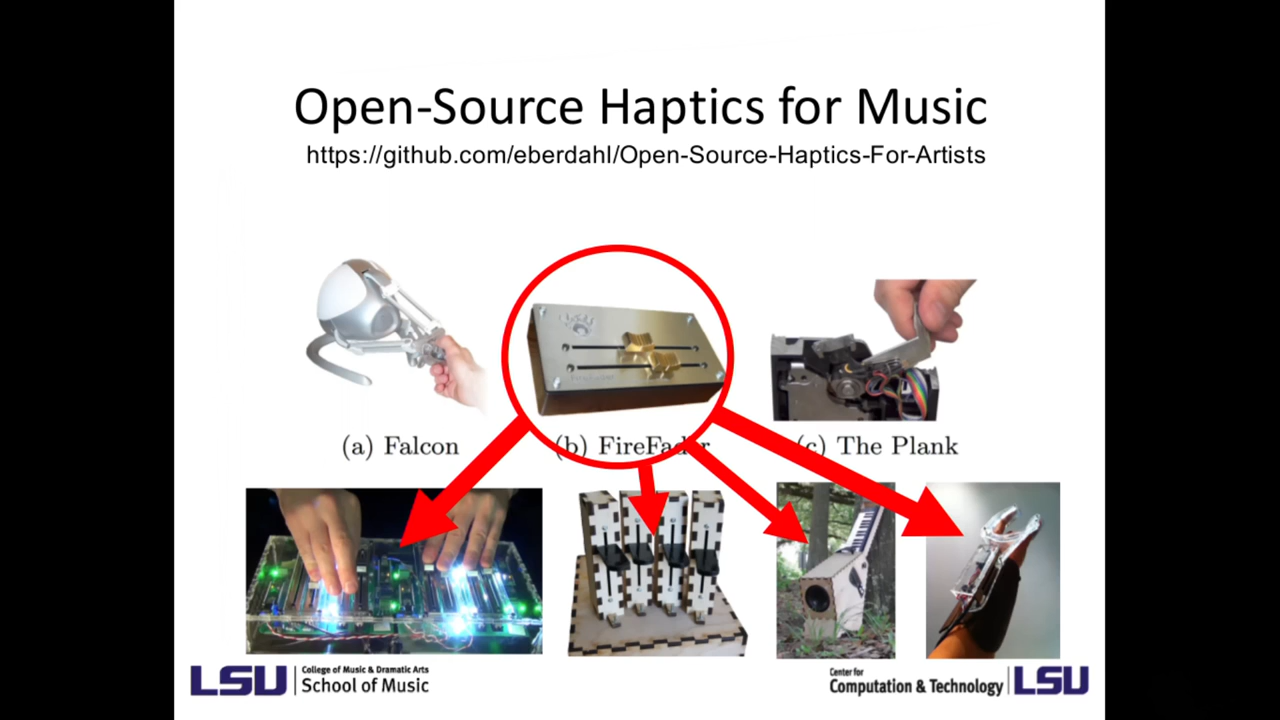 Open-Source Haptics for Music
https://github.com/eberdahl/Open-Source-Haptics-For-Artists
(a) Falcon
(b) FireFader
(c) The Plank
LSU College of Music & Dramatic Arts
School of Music
Center for
Computation & Technology LSU